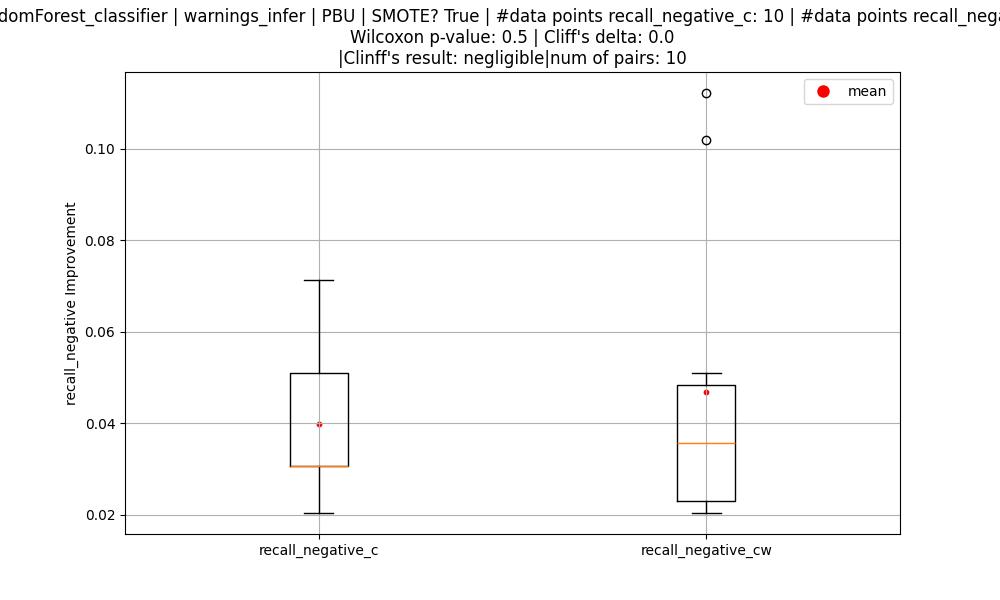 domForest_classifier | warnings_infer | PBU | SMOTE? True | #data points recall_negative_c: 10 | #data points recall_nega
Wilcoxon p-value: 0.5 | Cliff's delta: 0.0
|Clinff's result: negligible|num of pairs: 10
mean
0.10
0.08
0.06
0.04
0.02
recall_negative Improvement
recall_negative_c
recall_negative_cw